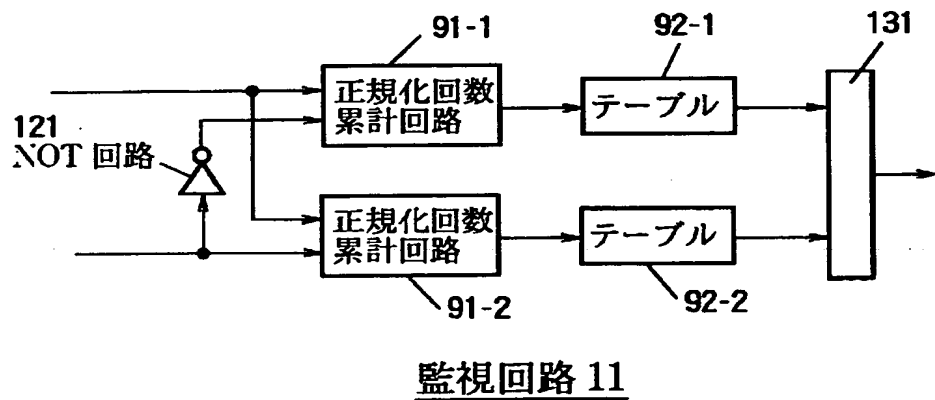 91-1
92-1
131
正規化回数
累計回路
テーブル
121
NOT 回路
正規化回数
累計回路
テーブル
91-2
92-2
監視回路 11